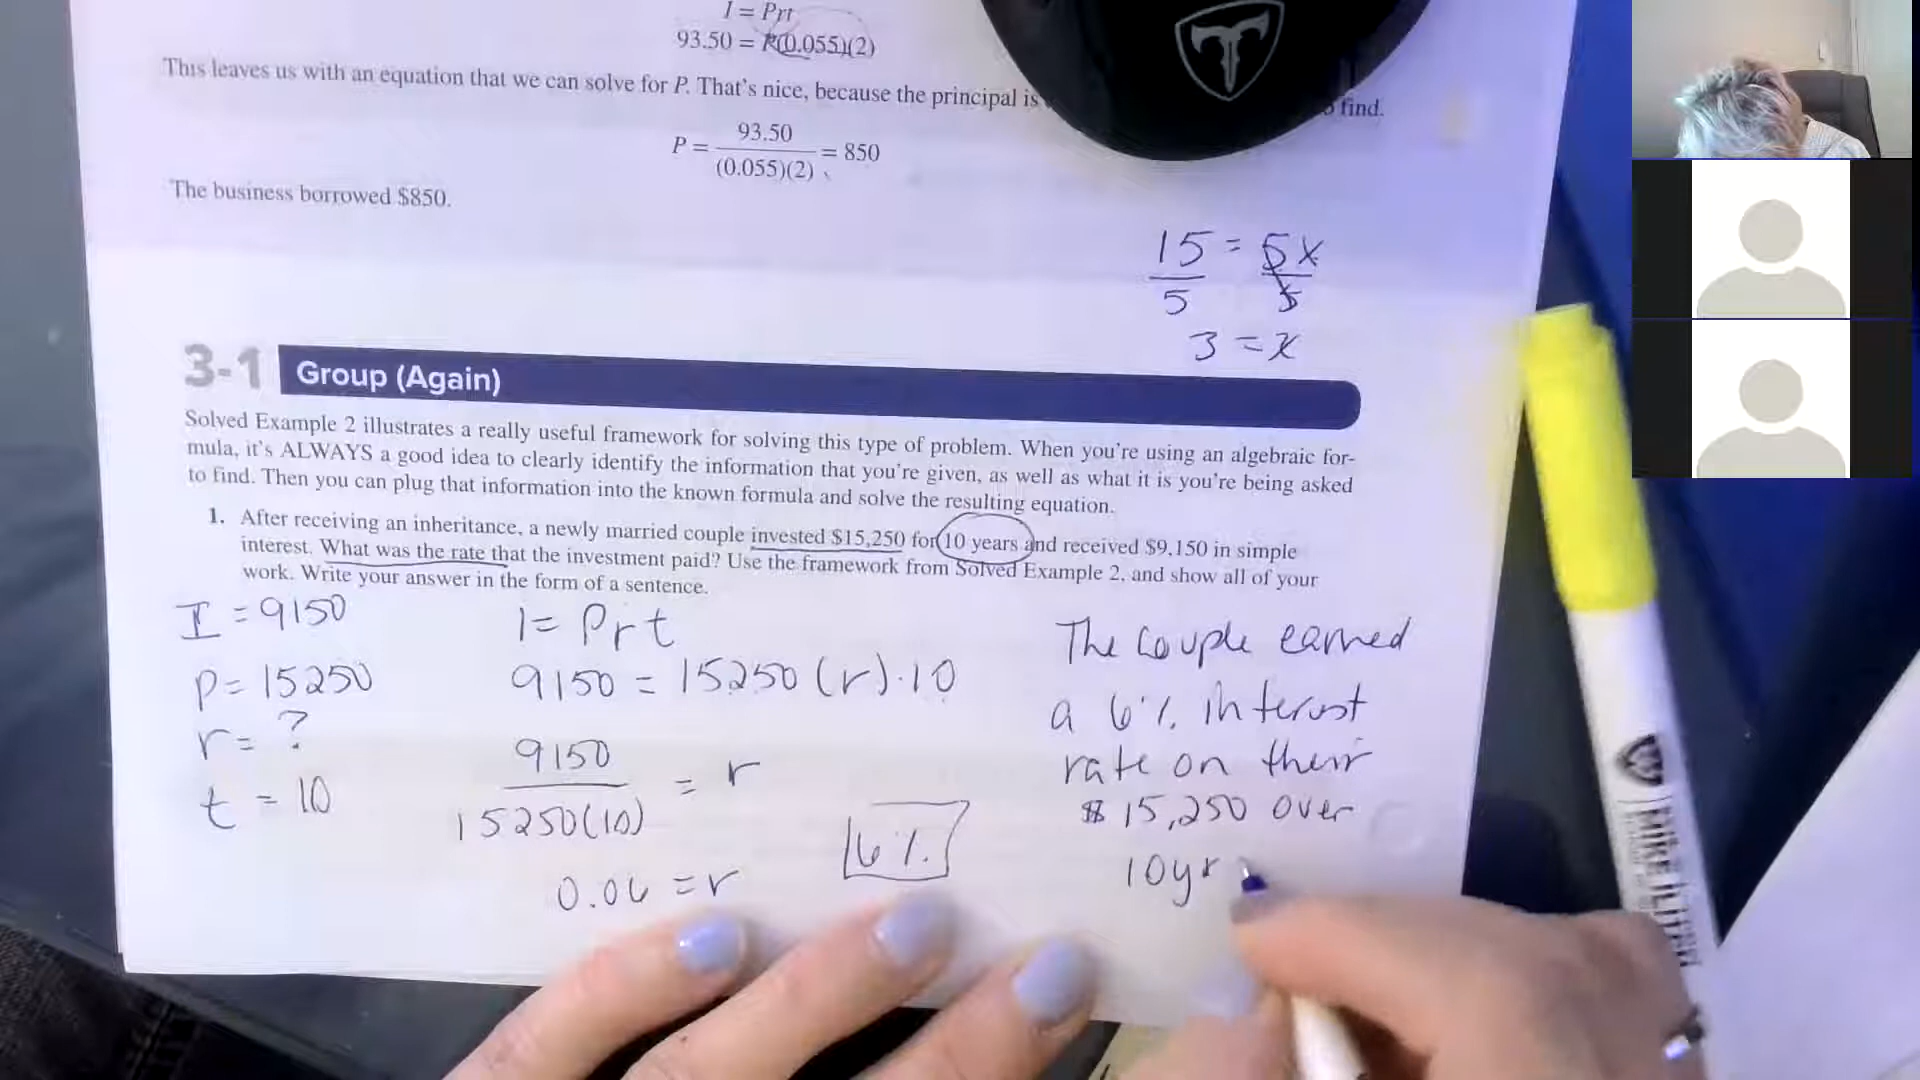 I = Prt
93.50 = P(0.055)(2)
This leaves us with an equation that we can solve for P. That's nice, because the principal is
find.
P = 93.50 / (0.055)(2) = 850
The business borrowed $850.
15 = 5x
5 5
3 = x
3-1 Group (Again)
Solved Example 2 illustrates a really useful framework for solving this type of problem. When you're using an algebraic for-
mula, it's ALWAYS a good idea to clearly identify the information that you're given, as well as what it is you're being asked
to find. Then you can plug that information into the known formula and solve the resulting equation.
1. After receiving an inheritance, a newly married couple invested $15,250 for 10 years and received $9,150 in simple
interest. What was the rate that the investment paid? Use the framework from Solved Example 2, and show all of your
work. Write your answer in the form of a sentence.
I = 9150
P = 15250
r = ?
t = 10
I = Prt
9150 = 15250 (r) · 10
9150 / 15250(10) = r
0.06 = r
6%
The couple earned
a 6% interest
rate on their
$15,250 over
10yr